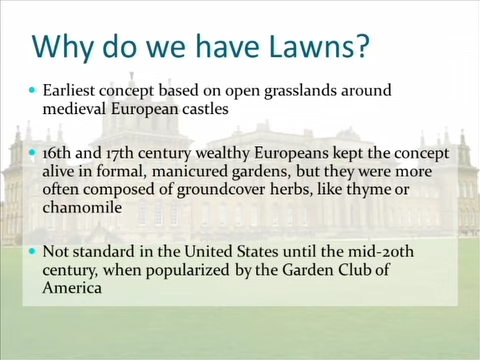 Why do we have Lawns?
• Earliest concept based on open grasslands around
medieval European castles
• 16th and 17th century wealthy Europeans kept the concept
alive in formal, manicured gardens, but they were more
often composed of groundcover herbs, like thyme or
chamomile
• Not standard in the United States until the mid-20th
century, when popularized by the Garden Club of
America